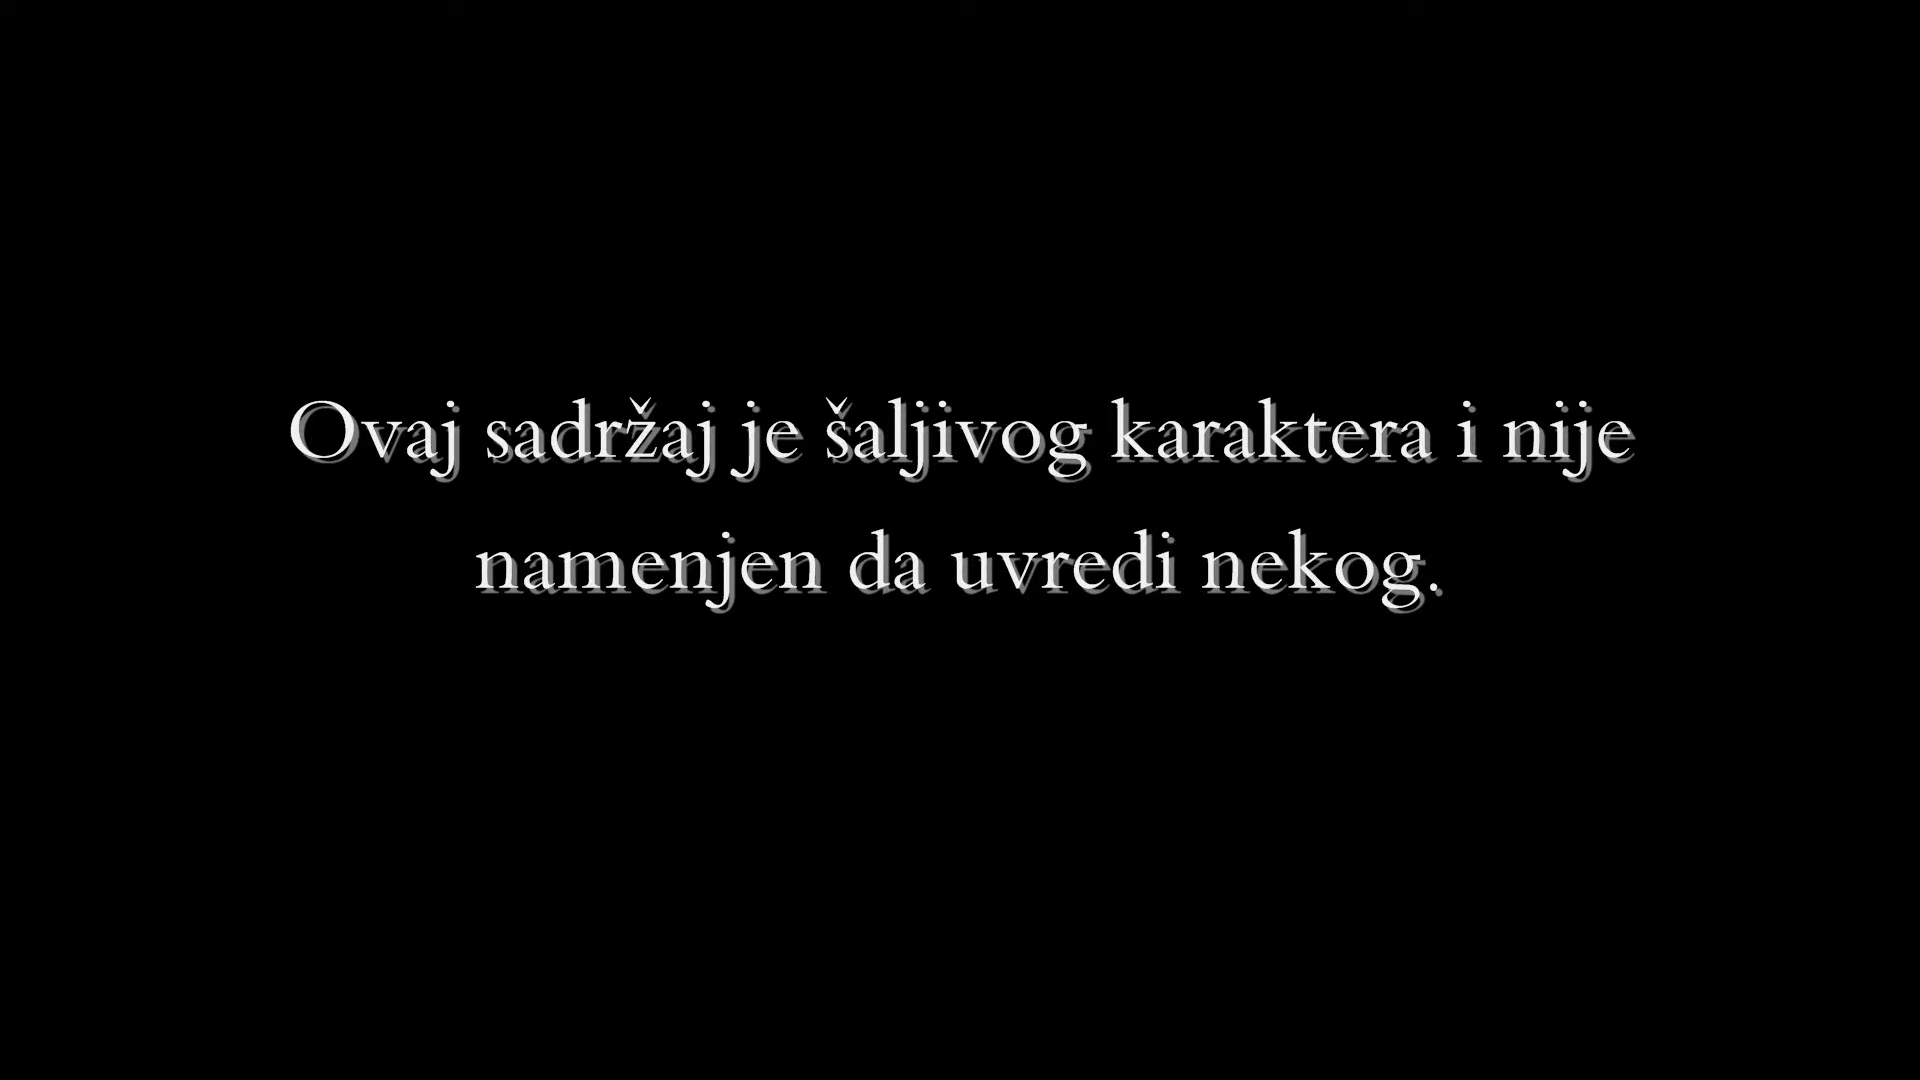 Ovaj sadržaj je šaljivog karaktera i nije
namenjen da uvredi nekog.